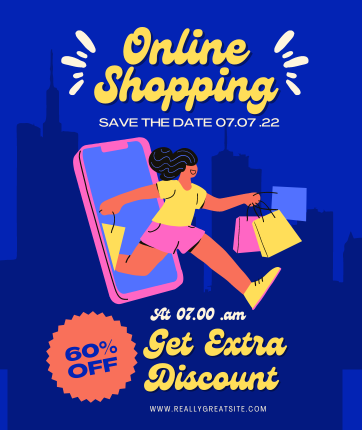 Online
Shopping
SAVE THE DATE 07.07.22
At 07.00 .am
Get Extra
Discount
60%
OFF
WWW.REALLYGREATSITE.COM